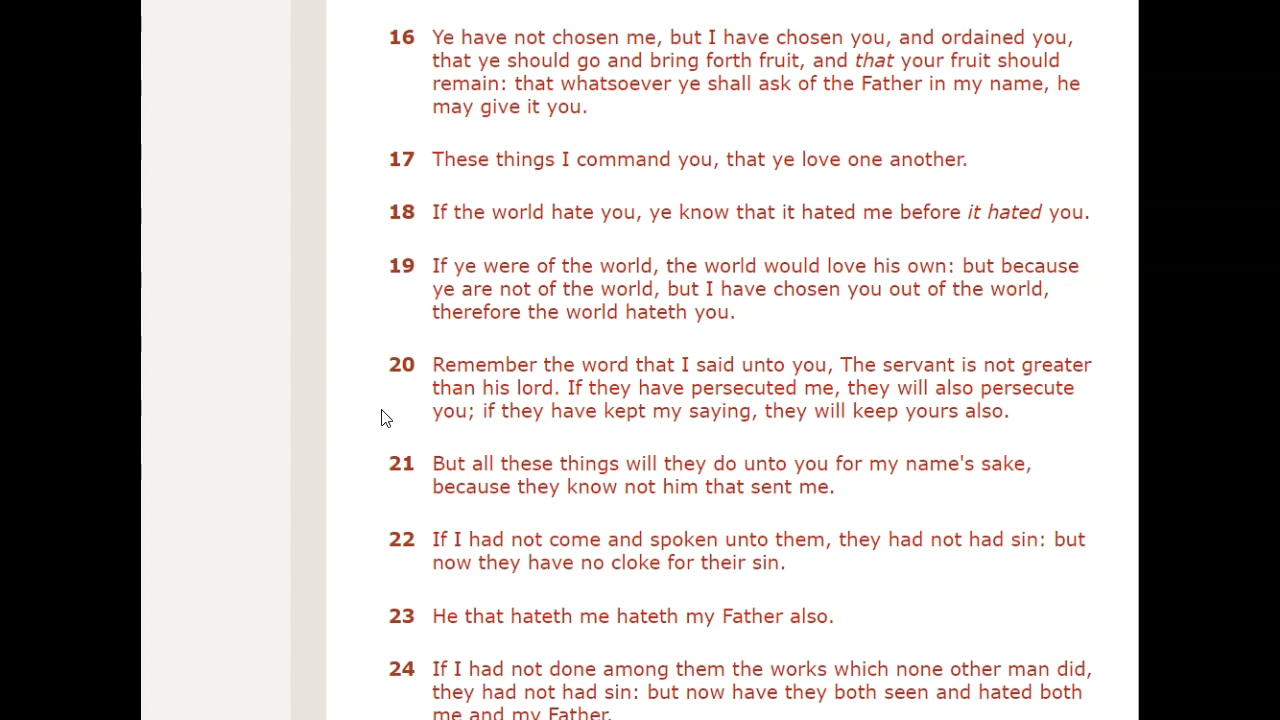 16 Ye have not chosen me, but I have chosen you, and ordained you,
that ye should go and bring forth fruit, and that your fruit should
remain: that whatsoever ye shall ask of the Father in my name, he
may give it you.
17 These things I command you, that ye love one another.
18 If the world hate you, ye know that it hated me before it hated you.
19 If ye were of the world, the world would love his own: but because
ye are not of the world, but I have chosen you out of the world,
therefore the world hateth you.
20 Remember the word that I said unto you, The servant is not greater
than his lord. If they have persecuted me, they will also persecute
you; if they have kept my saying, they will keep yours also.
21 But all these things will they do unto you for my name's sake,
because they know not him that sent me.
22 If I had not come and spoken unto them, they had not had sin: but
now they have no cloke for their sin.
23 He that hateth me hateth my Father also.
24 If I had not done among them the works which none other man did,
they had not had sin: but now have they both seen and hated both
me and my Father.